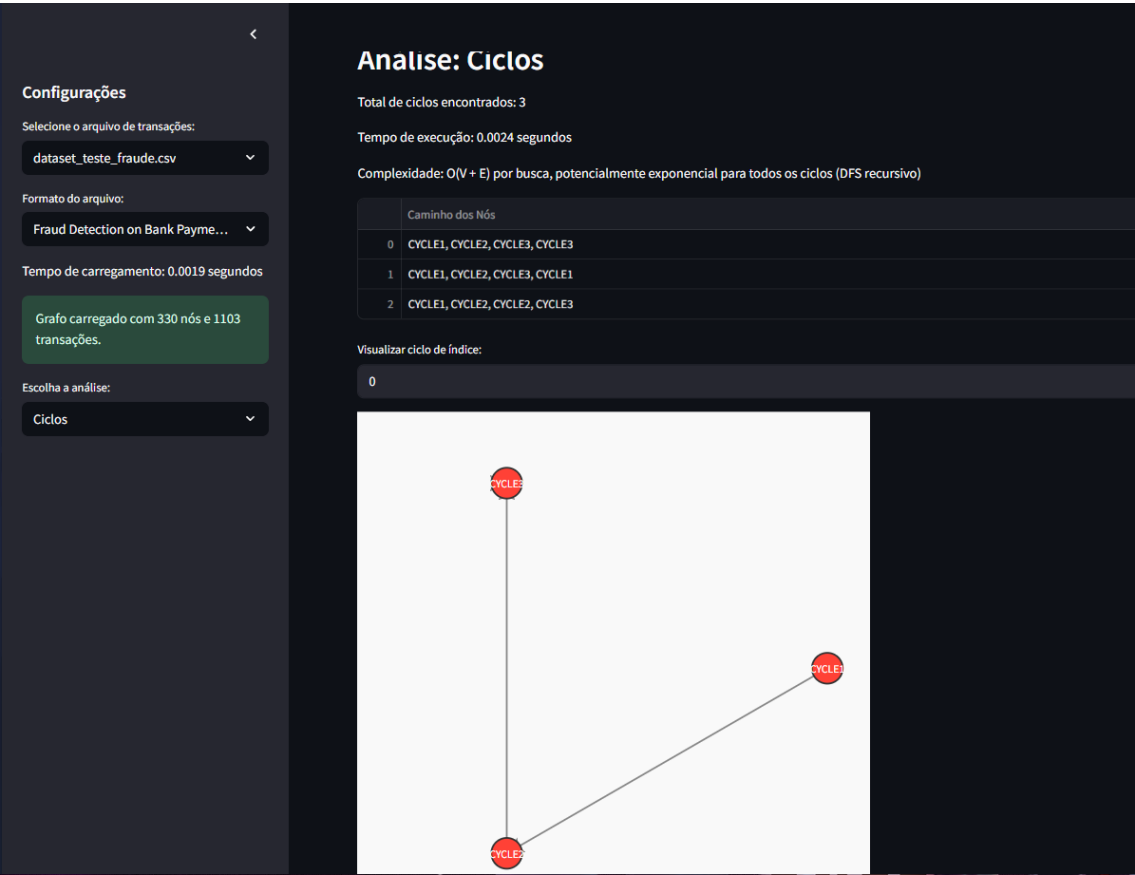 Configurações
Selecione o arquivo de transações:
dataset_teste_fraude.csv
Formato do arquivo:
Fraud Detection on Bank Payme...
Tempo de carregamento: 0.0019 segundos
Grafo carregado com 330 nós e 1103
transações.
Escolha a análise:
Ciclos
Análise: Ciclos
Total de ciclos encontrados: 3
Tempo de execução: 0.0024 segundos
Complexidade: O(V + E) por busca, potencialmente exponencial para todos os ciclos (DFS recursivo)
Caminho dos Nós
0 CYCLE1, CYCLE2, CYCLE3, CYCLE3
1 CYCLE1, CYCLE2, CYCLE3, CYCLE1
2 CYCLE1, CYCLE2, CYCLE2, CYCLE3
Visualizar ciclo de índice:
0
CYCLE3
CYCLE1
CYCLE2